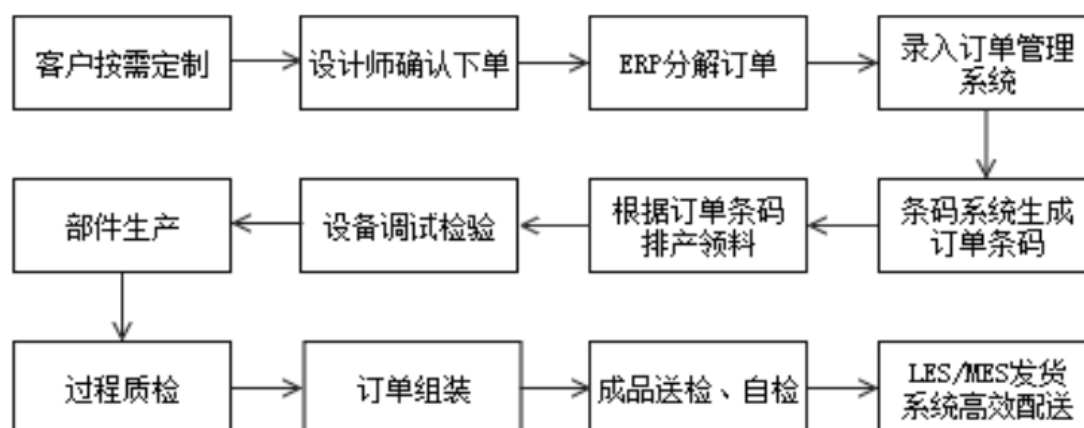 客户按需定制
设计师确认下单
ERP分解订单
录入订单管理
系统
部件生产
设备调试检验
根据订单条码
排产领料
条码系统生成
订单条码
过程质检
订单组装
成品送检、自检
LES/MES发货
系统高效配送